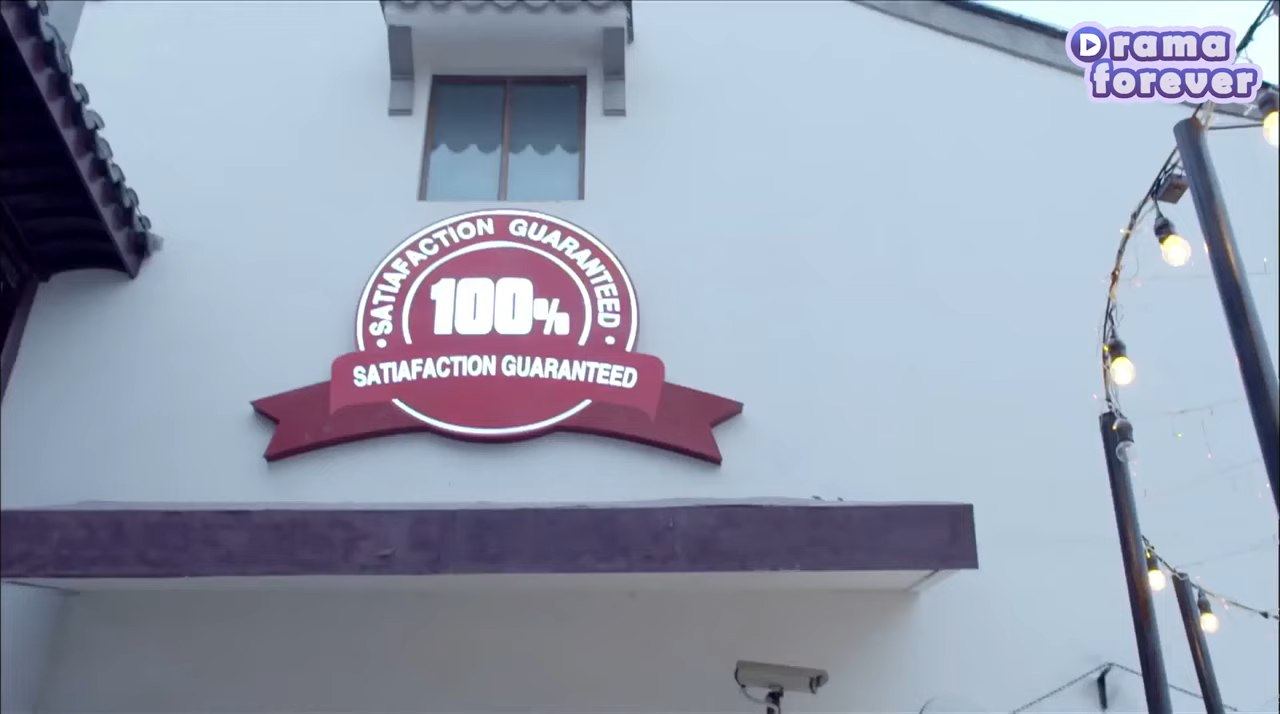 Drama
forever
SATIAFACTION GUARANTEED
100%
SATIAFACTION GUARANTEED